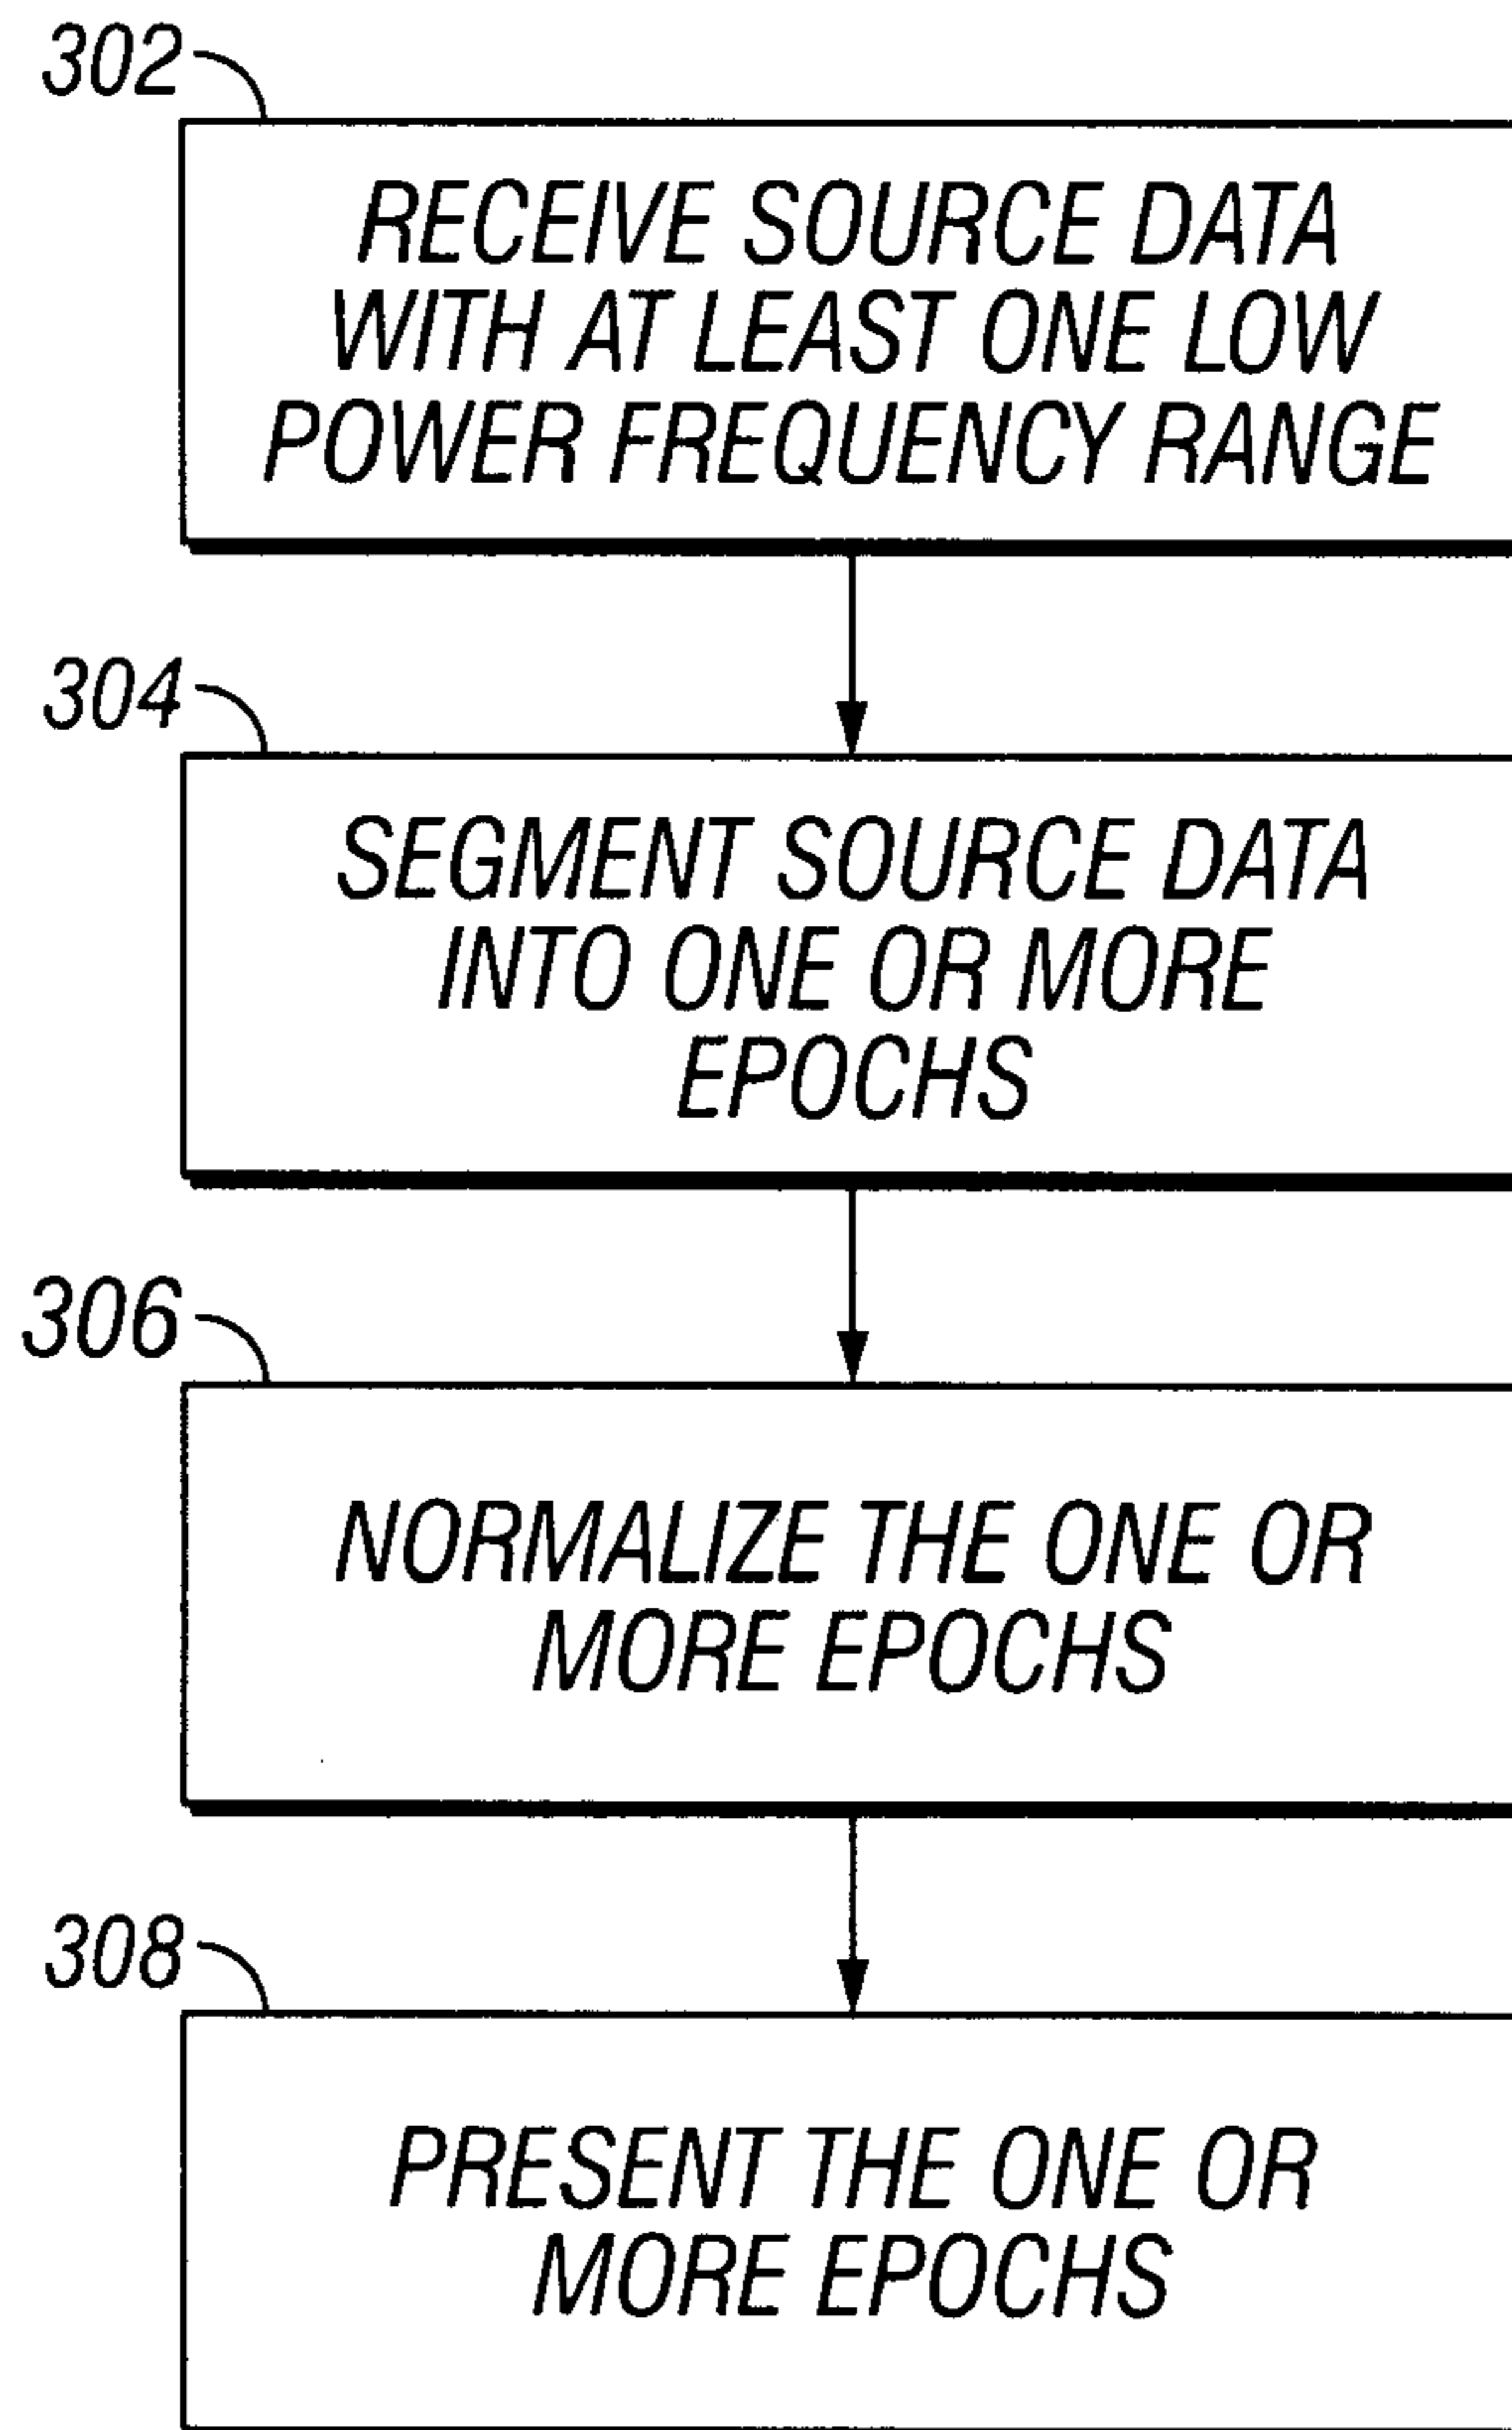 302
RECEIVE SOURCE DATA
WITH AT LEAST ONE LOW
POWER FREQUENCY RANGE
304
SEGMENT SOURCE DATA
INTO ONE OR MORE
EPOCHS
306
NORMALIZE THE ONE OR
MORE EPOCHS
308
PRESENT THE ONE OR
MORE EPOCHS